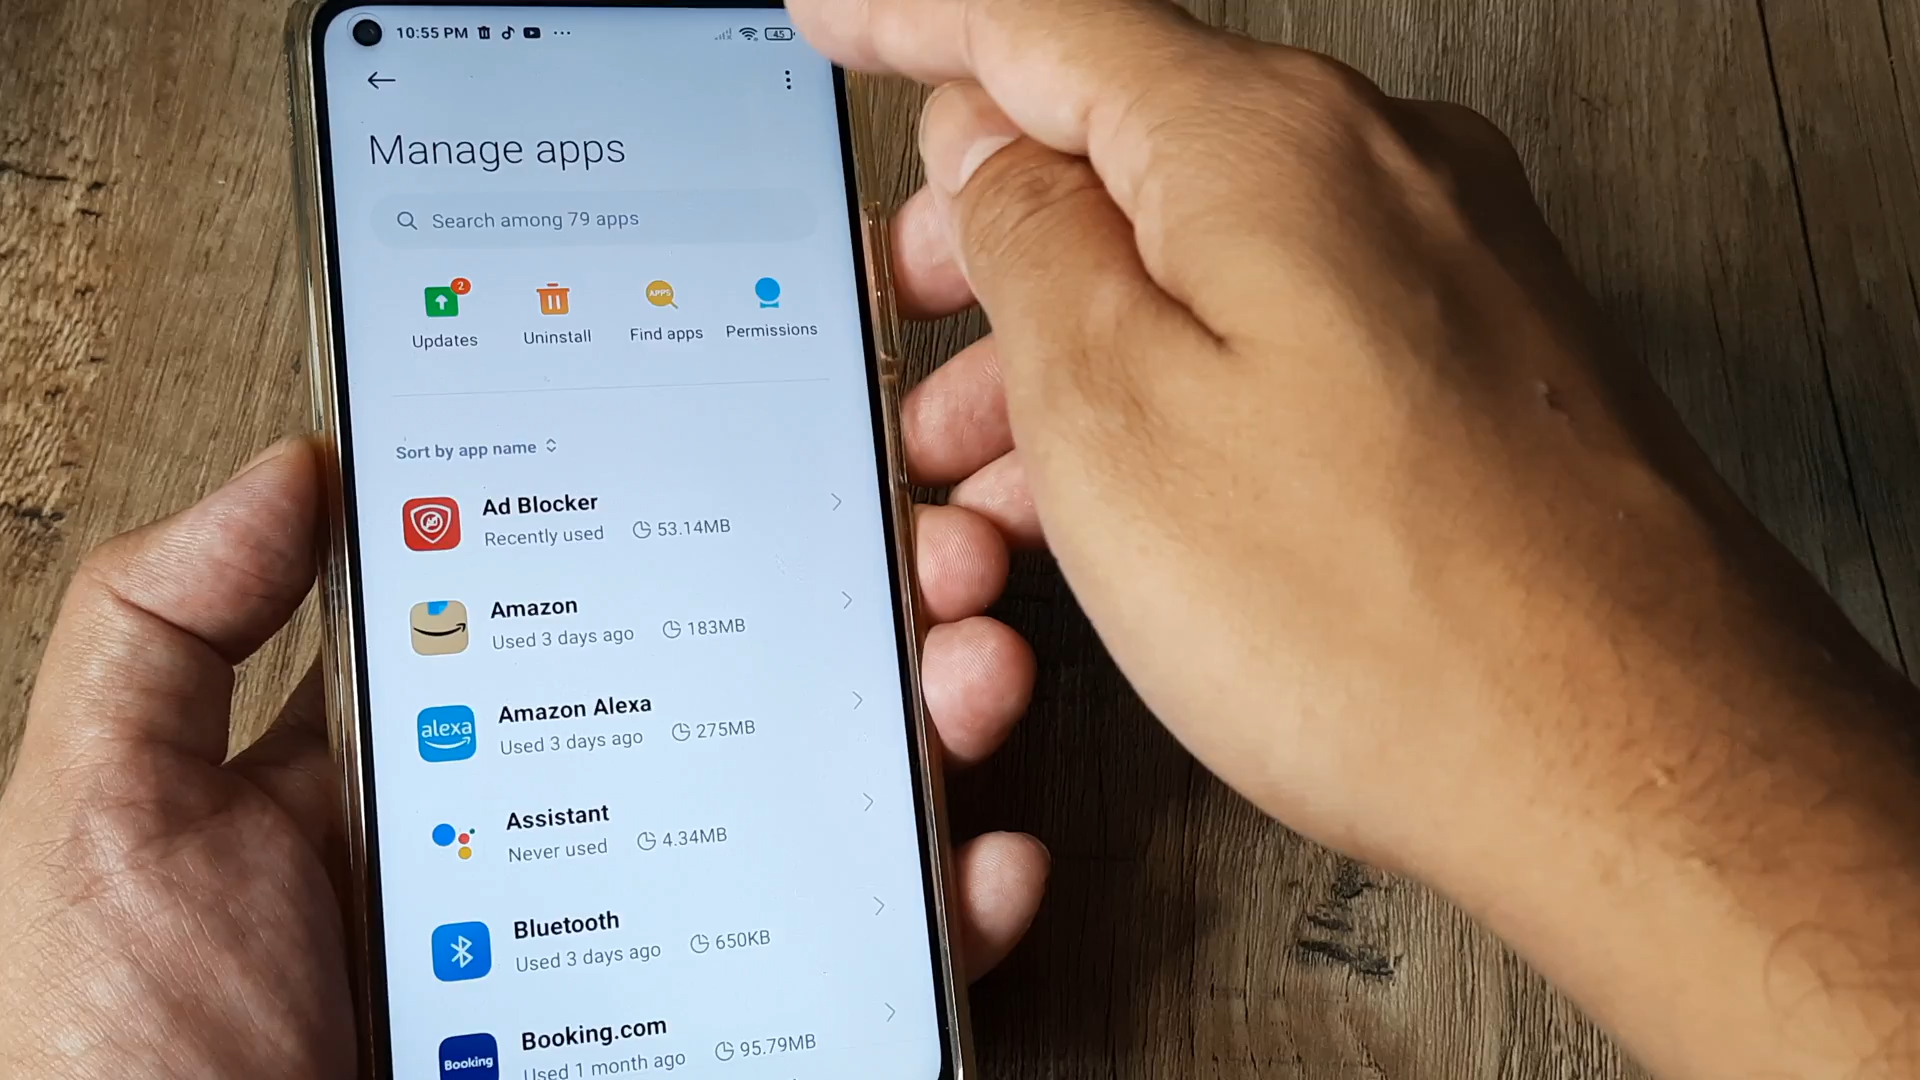 10:55 PM
45
Manage apps
Search among 79 apps
2
APPS
Updates
Uninstall
Find apps
Permissions
Sort by app name
Ad Blocker
Recently used
53.14MB
Amazon
Used 3 days ago
183MB
alexa
Amazon Alexa
Used 3 days ago
275MB
Assistant
Never used
4.34MB
Bluetooth
Used 3 days ago
650KB
Booking
Booking.com
Used 1 month ago
95.79MB